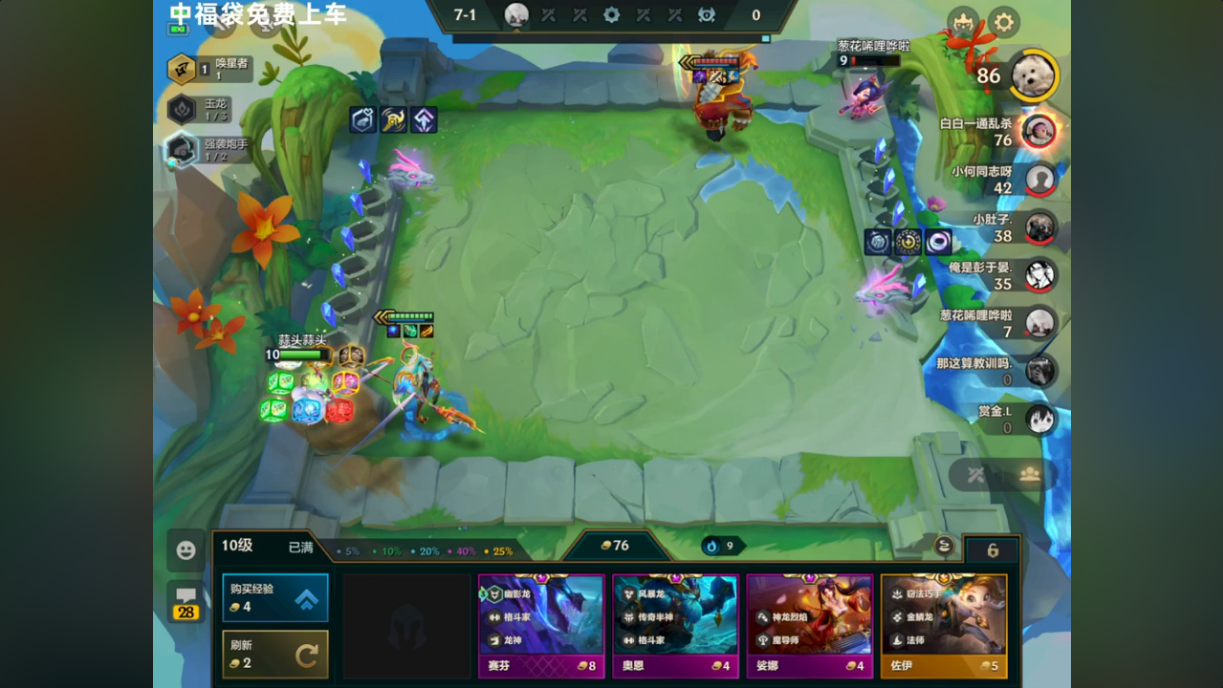 中福袋免费上车
7-1
0
1 唤星者
1
玉龙
1/3
强袭炮手
1/2
葱花唏哩哗啦
9
86
白白一通乱杀
76
小何同志呀
42
小肚子.
38
俺是彭于晏.
35
葱花唏哩哗啦
7
那这算教训吗.
0
赏金.L
0
蒜头蒜头
10
10级
已满
5% 10% 20% 40% 25%
76
9
6
28
购买经验
4
刷新
2
3 幽影龙
格斗家
龙神
赛芬 8
风暴龙
传奇半神
格斗家
奥恩 4
神龙烈焰
魔导师
娑娜 4
窃法巧手
金鳞龙
法师
佐伊 5